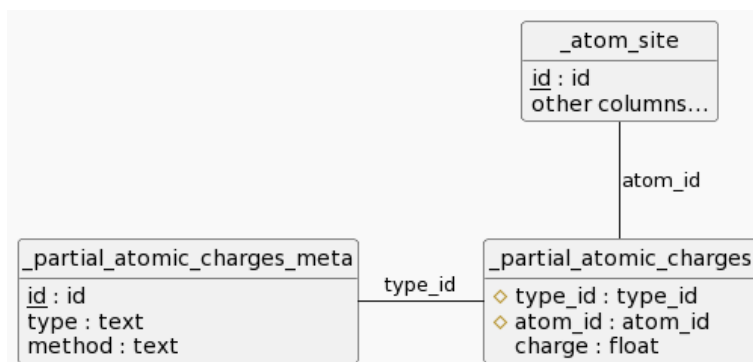 _atom_site
id : id
other columns...
atom_id
_partial_atomic_charges_meta
id : id
type : text
method : text
type_id
_partial_atomic_charges
type_id : type_id
atom_id : atom_id
charge : float